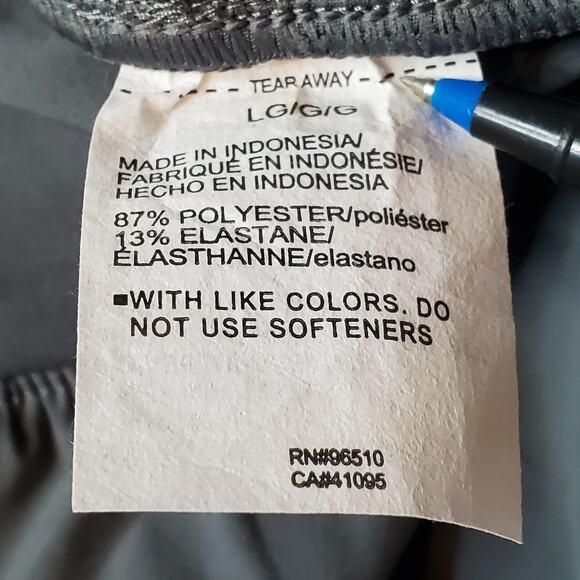 TEAR AWAY
LG/G/G
MADE IN INDONESIA/
FABRIQUÉ EN INDONÉSIE/
HECHO EN INDONESIA
87% POLYESTER/poliéster
13% ELASTANE/
ÉLASTHANNE/elastano
▪WITH LIKE COLORS. DO
NOT USE SOFTENERS
RN#96510
CA#41095